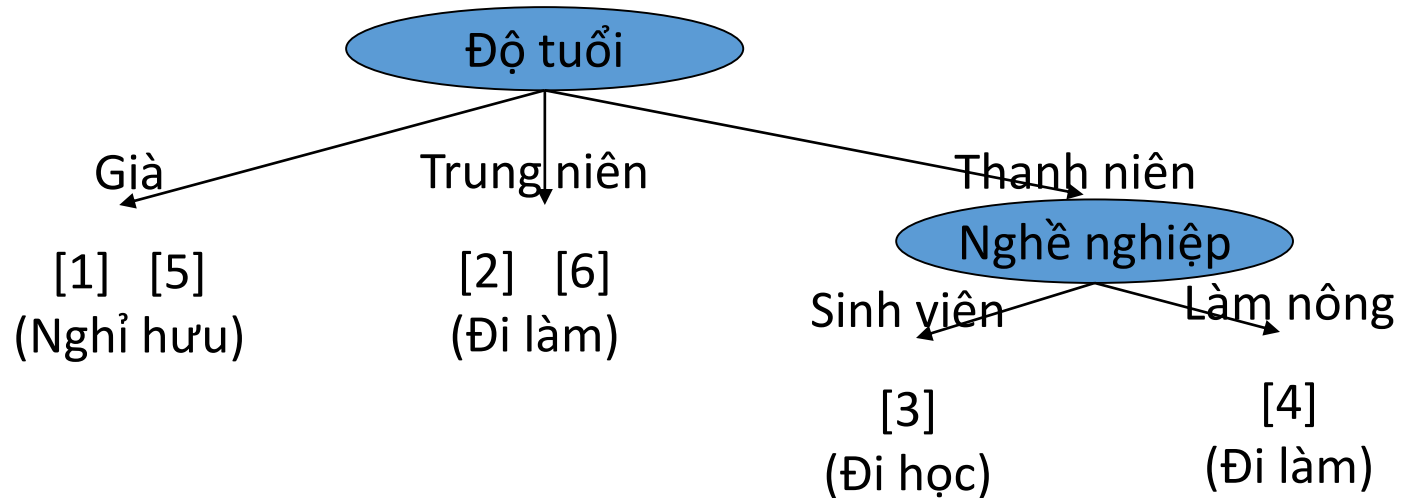 Độ tuổi
Già
Trung niên
Thanh niên
Nghề nghiệp
[1] [5]
(Nghỉ hưu)
[2] [6]
(Đi làm)
Sinh viên
Làm nông
[3]
(Đi học)
[4]
(Đi làm)